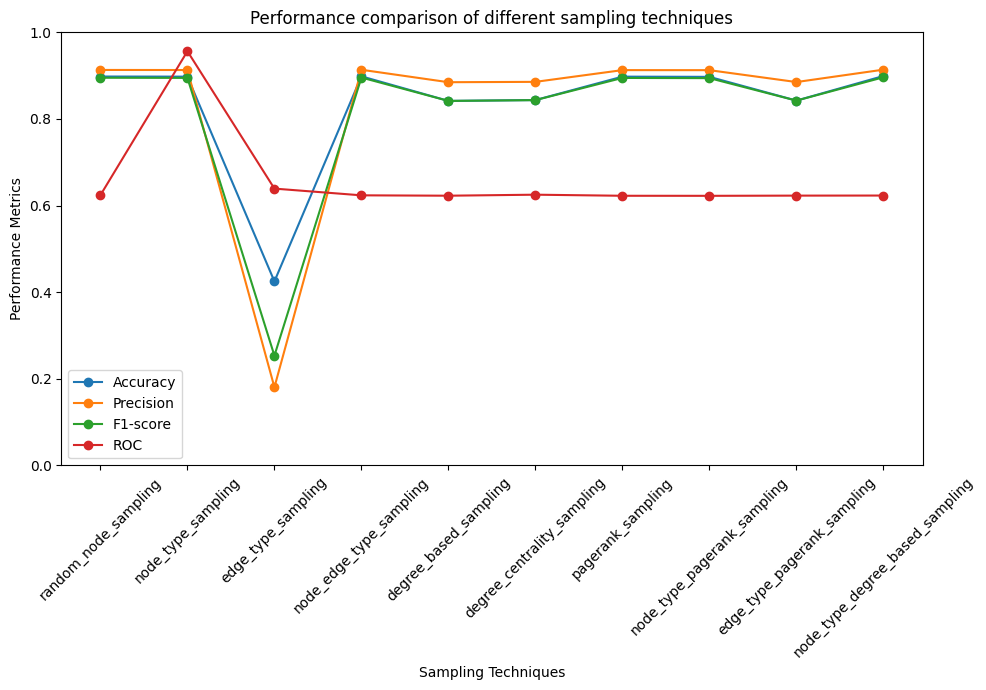 Performance comparison of different sampling techniques
Performance Metrics
1.0
0.8
0.6
0.4
0.2
0.0
Accuracy
Precision
F1-score
ROC
random_node_sampling
node_type_sampling
edge_type_sampling
node_edge_type_sampling
degree_based_sampling
degree_centrality_sampling
pagerank_sampling
node_type_pagerank_sampling
edge_type_pagerank_sampling
node_type_degree_based_sampling
Sampling Techniques